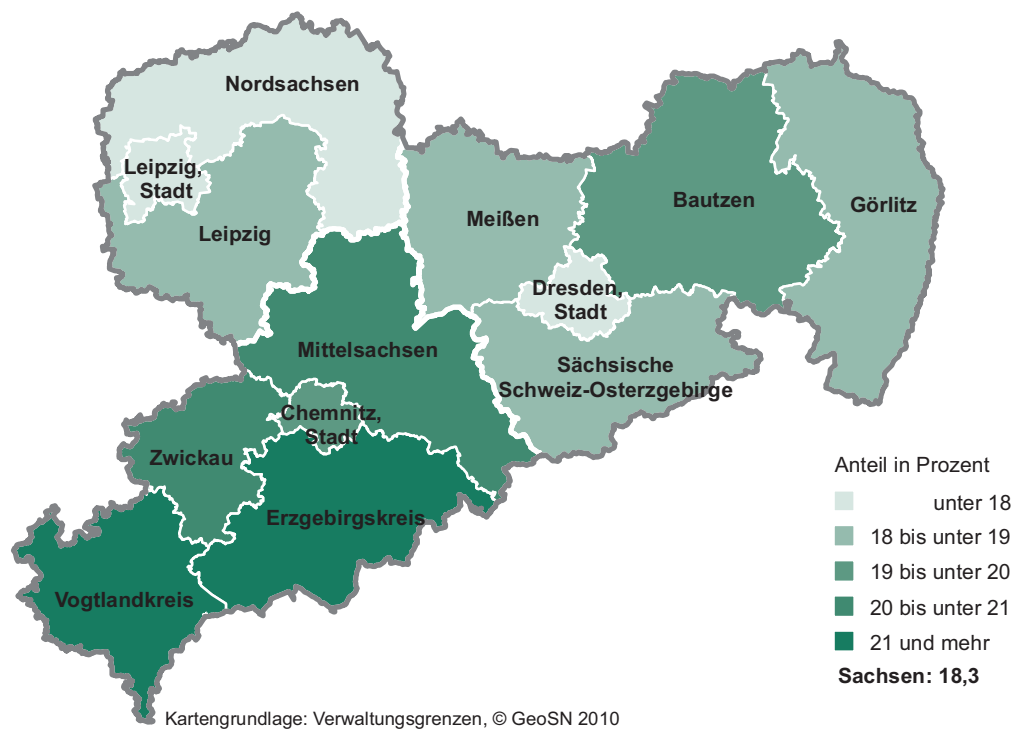 Nordsachsen
Leipzig,
Stadt
Leipzig
Meißen
Bautzen
Görlitz
Dresden,
Stadt
Mittelsachsen
Sächsische
Schweiz-Osterzgebirge
Chemnitz,
Stadt
Zwickau
Erzgebirgskreis
Vogtlandkreis
Anteil in Prozent
unter 18
18 bis unter 19
19 bis unter 20
20 bis unter 21
21 und mehr
Sachsen: 18,3
Kartengrundlage: Verwaltungsgrenzen, © GeoSN 2010